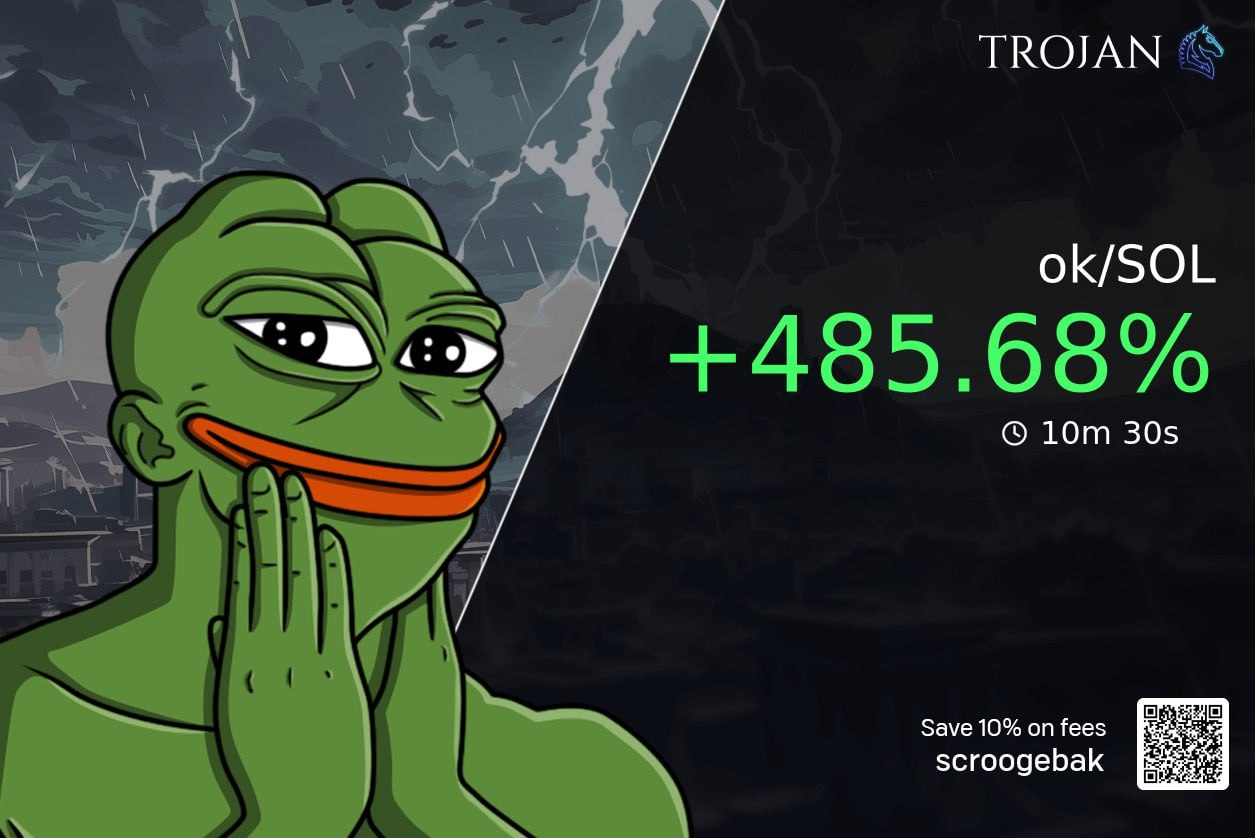 TROJAN
ok/SOL
+485.68%
10m 30s
Save 10% on fees
scroogebak